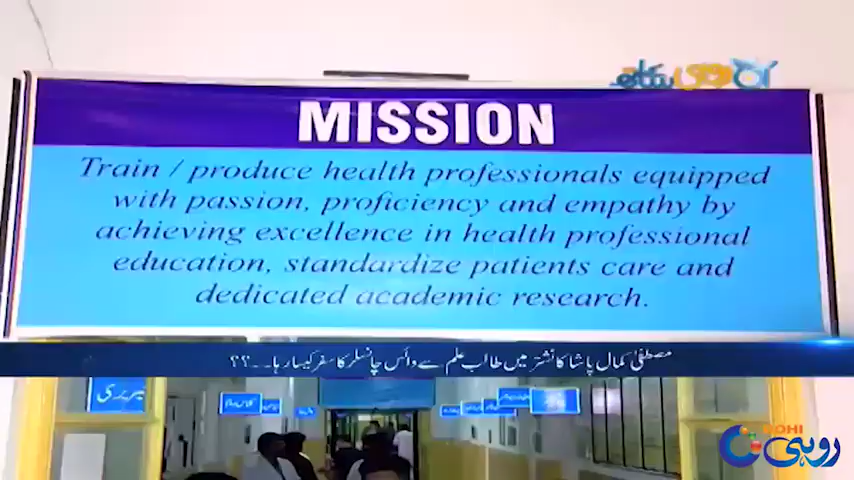 MISSION
Train / produce health professionals equipped
with passion, proficiency and empathy by
achieving excellence in health professional
education, standardize patients care and
dedicated academic research.
مصطفیٰ کمال پاشا کا نشتر میں طالب علم سے وائس چانسلر کا سفر کیسا رہا۔۔۔؟؟
ROHI
روہی